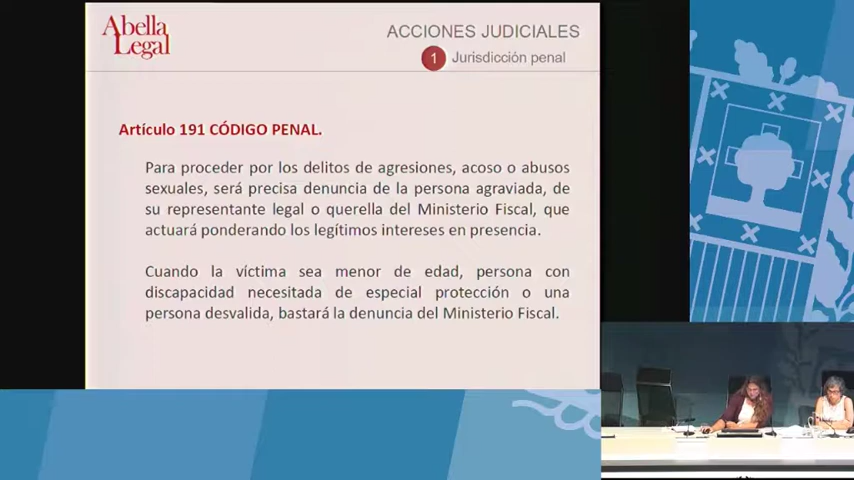 Abella
Legal
ACCIONES JUDICIALES
1 Jurisdicción penal
Artículo 191 CÓDIGO PENAL.
Para proceder por los delitos de agresiones, acoso o abusos
sexuales, será precisa denuncia de la persona agraviada, de
su representante legal o querella del Ministerio Fiscal, que
actuará ponderando los legítimos intereses en presencia.
Cuando la víctima sea menor de edad, persona con
discapacidad necesitada de especial protección o una
persona desvalida, bastará la denuncia del Ministerio Fiscal.